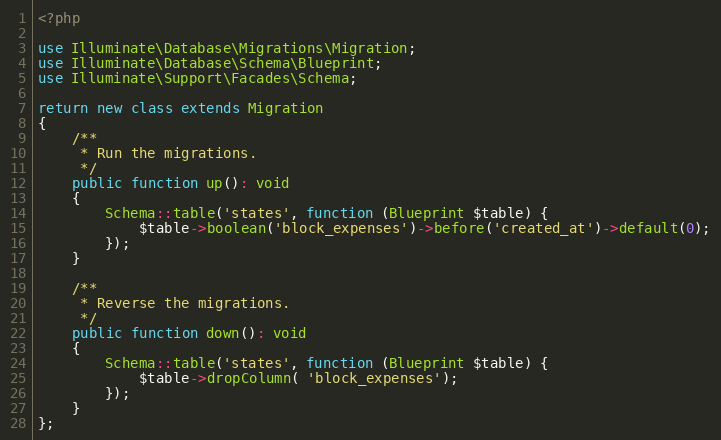 1 <?php
2
3 use Illuminate\Database\Migrations\Migration;
4 use Illuminate\Database\Schema\Blueprint;
5 use Illuminate\Support\Facades\Schema;
6
7 return new class extends Migration
8 {
9     /**
10      * Run the migrations.
11      */
12     public function up(): void
13     {
14         Schema::table('states', function (Blueprint $table) {
15             $table->boolean('block_expenses')->before('created_at')->default(0);
16         });
17     }
18
19     /**
20      * Reverse the migrations.
21      */
22     public function down(): void
23     {
24         Schema::table('states', function (Blueprint $table) {
25             $table->dropColumn( 'block_expenses');
26         });
27     }
28 };